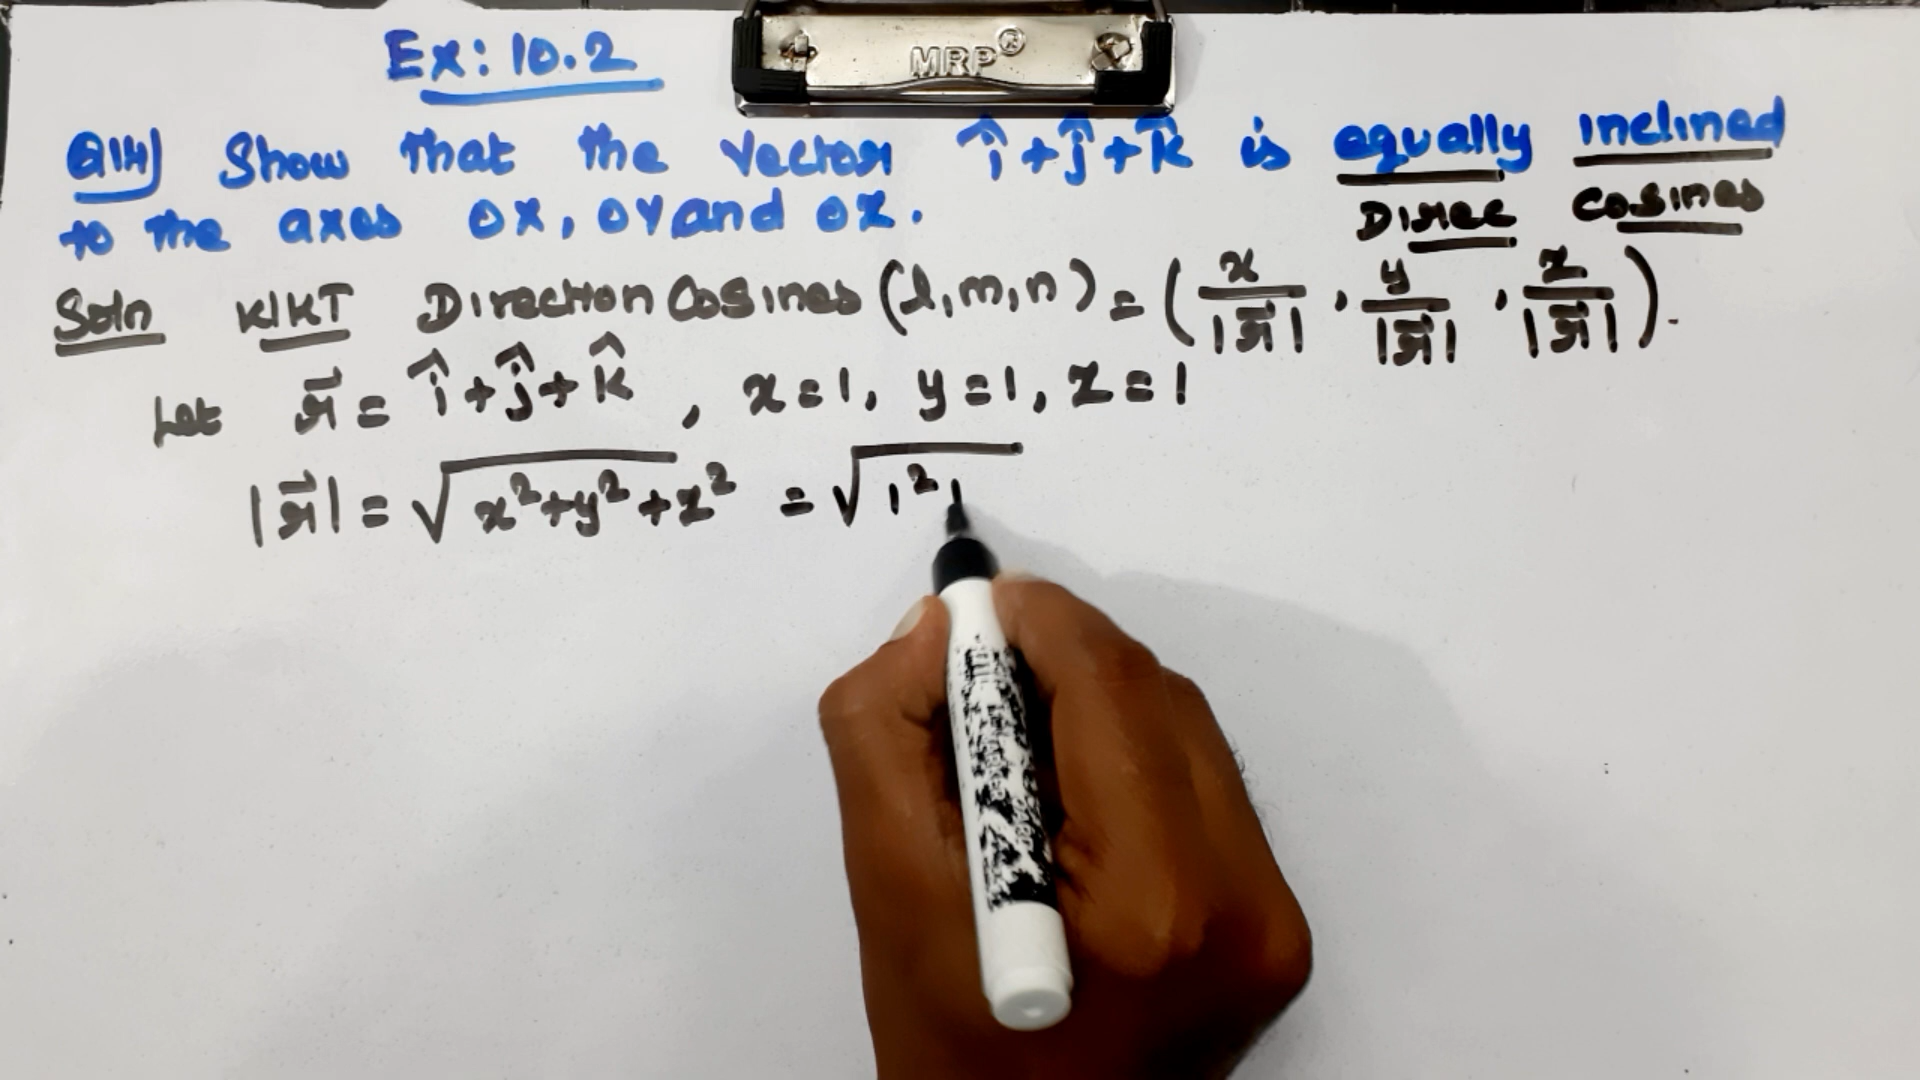 MRP®
Ex: 10.2
Q14) Show that the vector î+ĵ+k̂ is equally inclined
to the axes OX, OY and OZ.
Direc Cosines
Soln WKT Direction Cosines (l,m,n) = (x/|r⃗|, y/|r⃗|, z/|r⃗|).
Let r⃗ = î+ĵ+k̂, x=1, y=1, z=1
|r⃗| = √x²+y²+z² = √1²